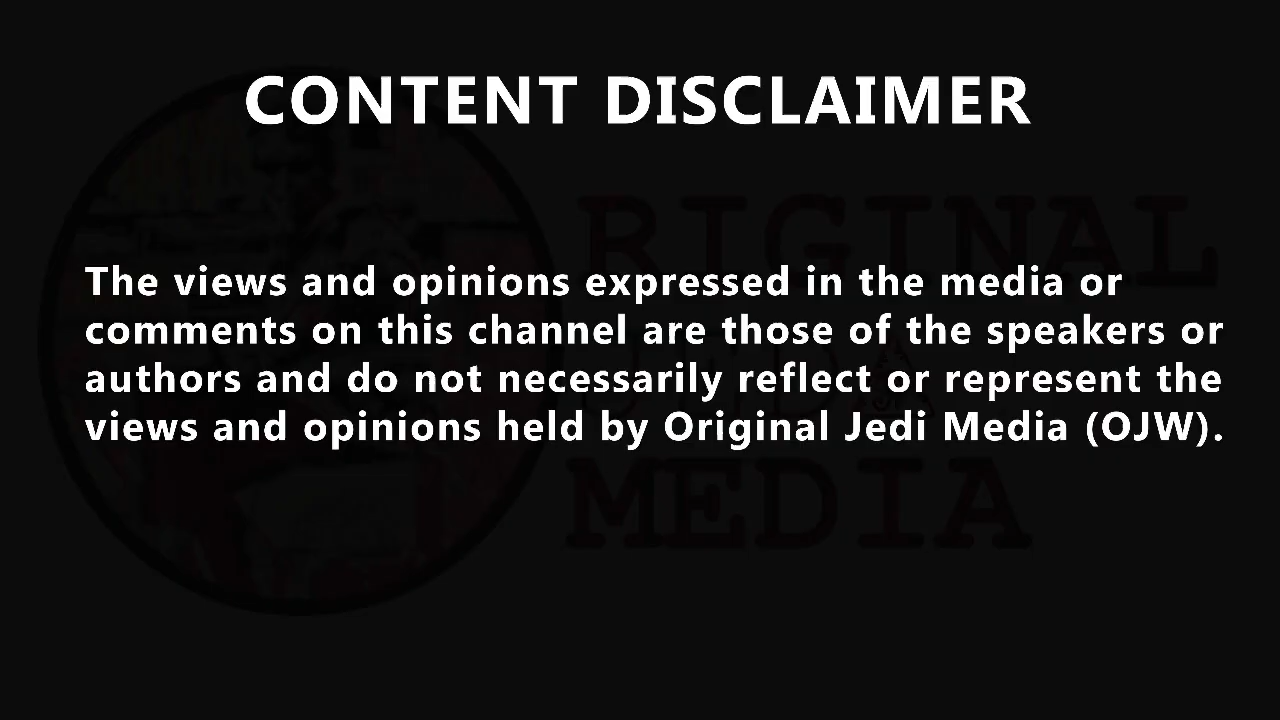 CONTENT DISCLAIMER
RIGINAL
The views and opinions expressed in the media or
comments on this channel are those of the speakers or
authors and do not necessarily reflect or represent the
views and opinions held by Original Jedi Media (OJW).
MEDIA